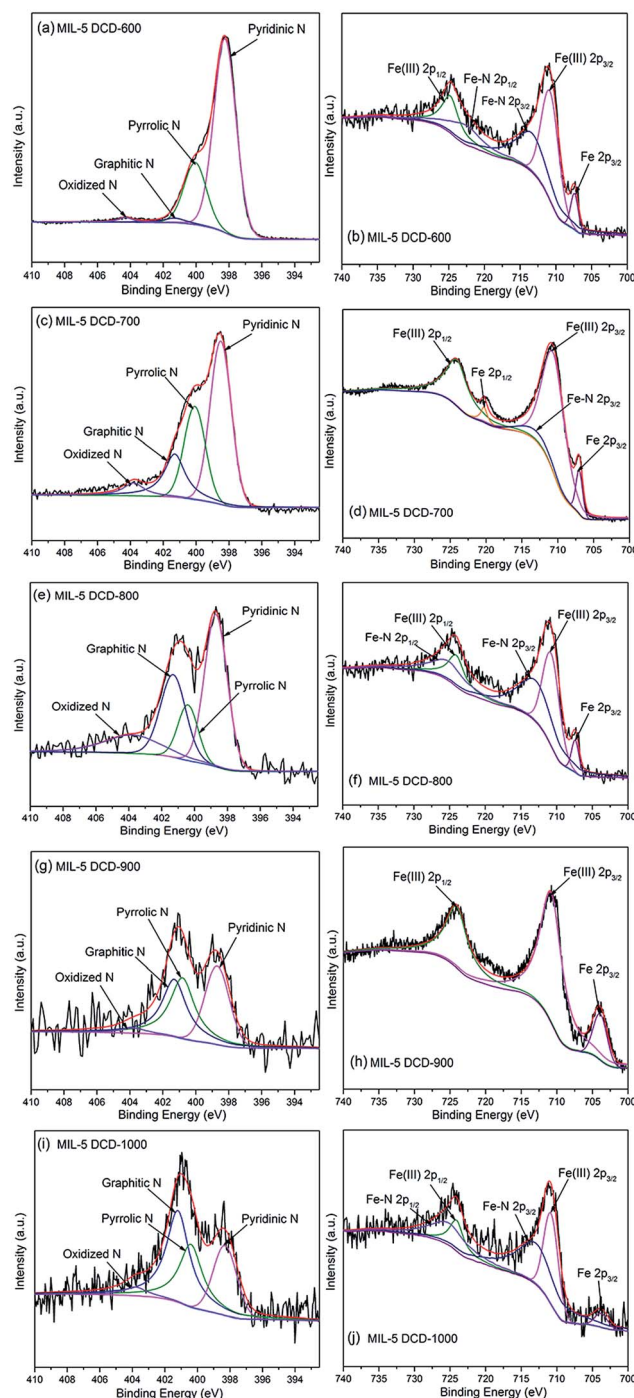 (a) MIL-5 DCD-600
Pyridinic N
Pyrrolic N
Graphitic N
Oxidized N
Intensity (a.u.)
410 408 406 404 402 400 398 396 394
Binding Energy (eV)
Fe(III) 2p1/2
Fe-N 2p1/2
Fe-N 2p3/2
Fe(III) 2p3/2
Fe 2p3/2
(b) MIL-5 DCD-600
Intensity (a.u.)
740 735 730 725 720 715 710 705 700
Binding Energy (eV)
(c) MIL-5 DCD-700
Pyridinic N
Pyrrolic N
Graphitic N
Oxidized N
Intensity (a.u.)
410 408 406 404 402 400 398 396 394
Binding Energy (eV)
Fe(III) 2p1/2
Fe 2p1/2
Fe(III) 2p3/2
Fe-N 2p3/2
Fe 2p3/2
(d) MIL-5 DCD-700
Intensity (a.u.)
740 735 730 725 720 715 710 705 700
Binding Energy (eV)
(e) MIL-5 DCD-800
Pyridinic N
Graphitic N
Pyrrolic N
Oxidized N
Intensity (a.u.)
410 408 406 404 402 400 398 396 394
Binding Energy (eV)
Fe(III) 2p1/2
Fe-N 2p1/2
Fe-N 2p3/2
Fe(III) 2p3/2
Fe 2p3/2
(f) MIL-5 DCD-800
Intensity (a.u.)
740 735 730 725 720 715 710 705 700
Binding Energy (eV)
(g) MIL-5 DCD-900
Pyrrolic N
Graphitic N
Pyridinic N
Oxidized N
Intensity (a.u.)
410 408 406 404 402 400 398 396 394
Binding Energy (eV)
Fe(III) 2p1/2
Fe(III) 2p3/2
Fe 2p3/2
(h) MIL-5 DCD-900
Intensity (a.u.)
740 735 730 725 720 715 710 705 700
Binding Energy (eV)
(i) MIL-5 DCD-1000
Graphitic N
Pyrrolic N
Pyridinic N
Oxidized N
Intensity (a.u.)
410 408 406 404 402 400 398 396 394
Binding Energy (eV)
Fe(III) 2p1/2
Fe-N 2p1/2
Fe-N 2p3/2
Fe(III) 2p3/2
Fe 2p3/2
(j) MIL-5 DCD-1000
Intensity (a.u.)
740 735 730 725 720 715 710 705 700
Binding Energy (eV)